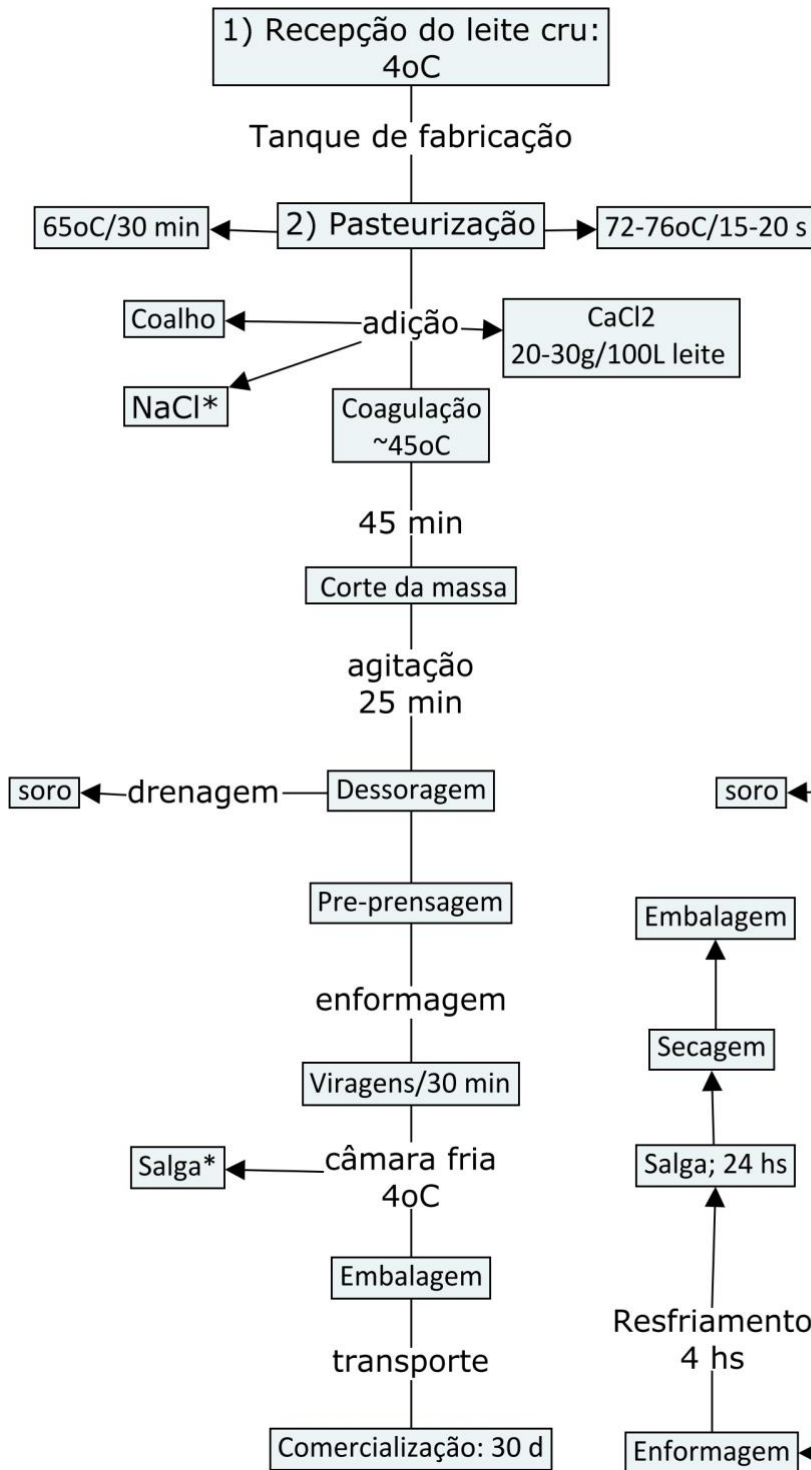 1) Recepção do leite cru:
4oC
Tanque de fabricação
65oC/30 min
2) Pasteurização
72-76oC/15-20 s
Coalho
adição
CaCl2
20-30g/100L leite
NaCl*
Coagulação
~45oC
45 min
Corte da massa
agitação
25 min
soro
drenagem
Dessoragem
soro
Pre-prensagem
Embalagem
enformagem
Secagem
Viragens/30 min
Salga*
câmara fria
4oC
Salga; 24 hs
Embalagem
Resfriamento
4 hs
transporte
Comercialização: 30 d
Enformagem